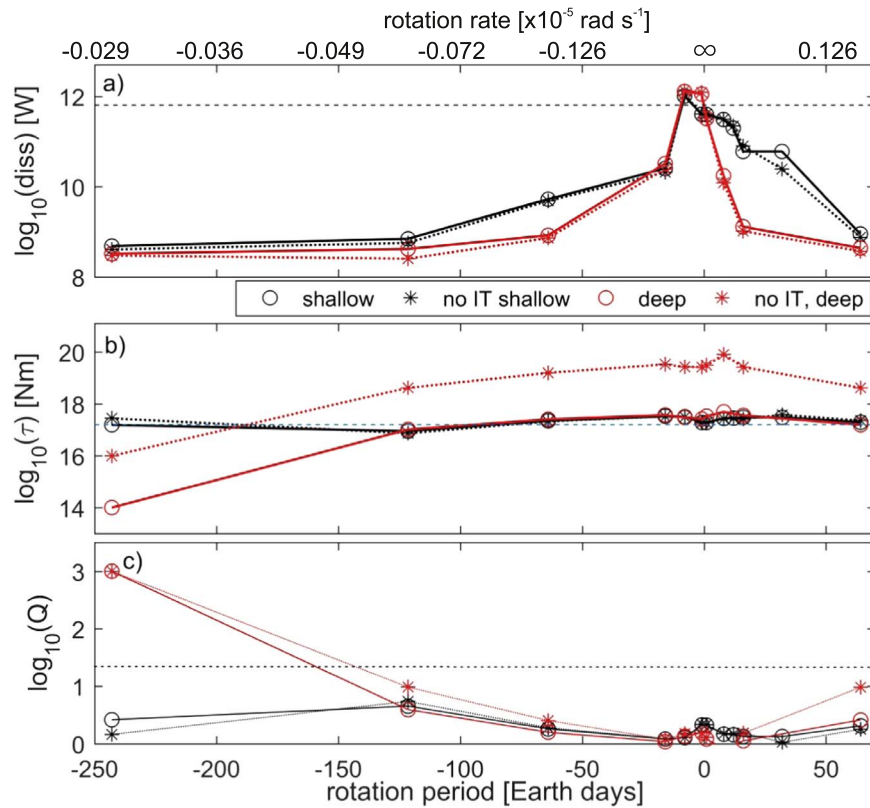 rotation rate [x10⁻⁵ rad s⁻¹]
-0.029 -0.036 -0.049 -0.072 -0.126 ∞ 0.126
a)
12
10
8
log₁₀(diss) [W]
shallow no IT shallow deep no IT, deep
b)
20
18
16
14
log₁₀(τ) [Nm]
c)
3
2
1
0
log₁₀(Q)
-250 -200 -150 -100 -50 0 50
rotation period [Earth days]